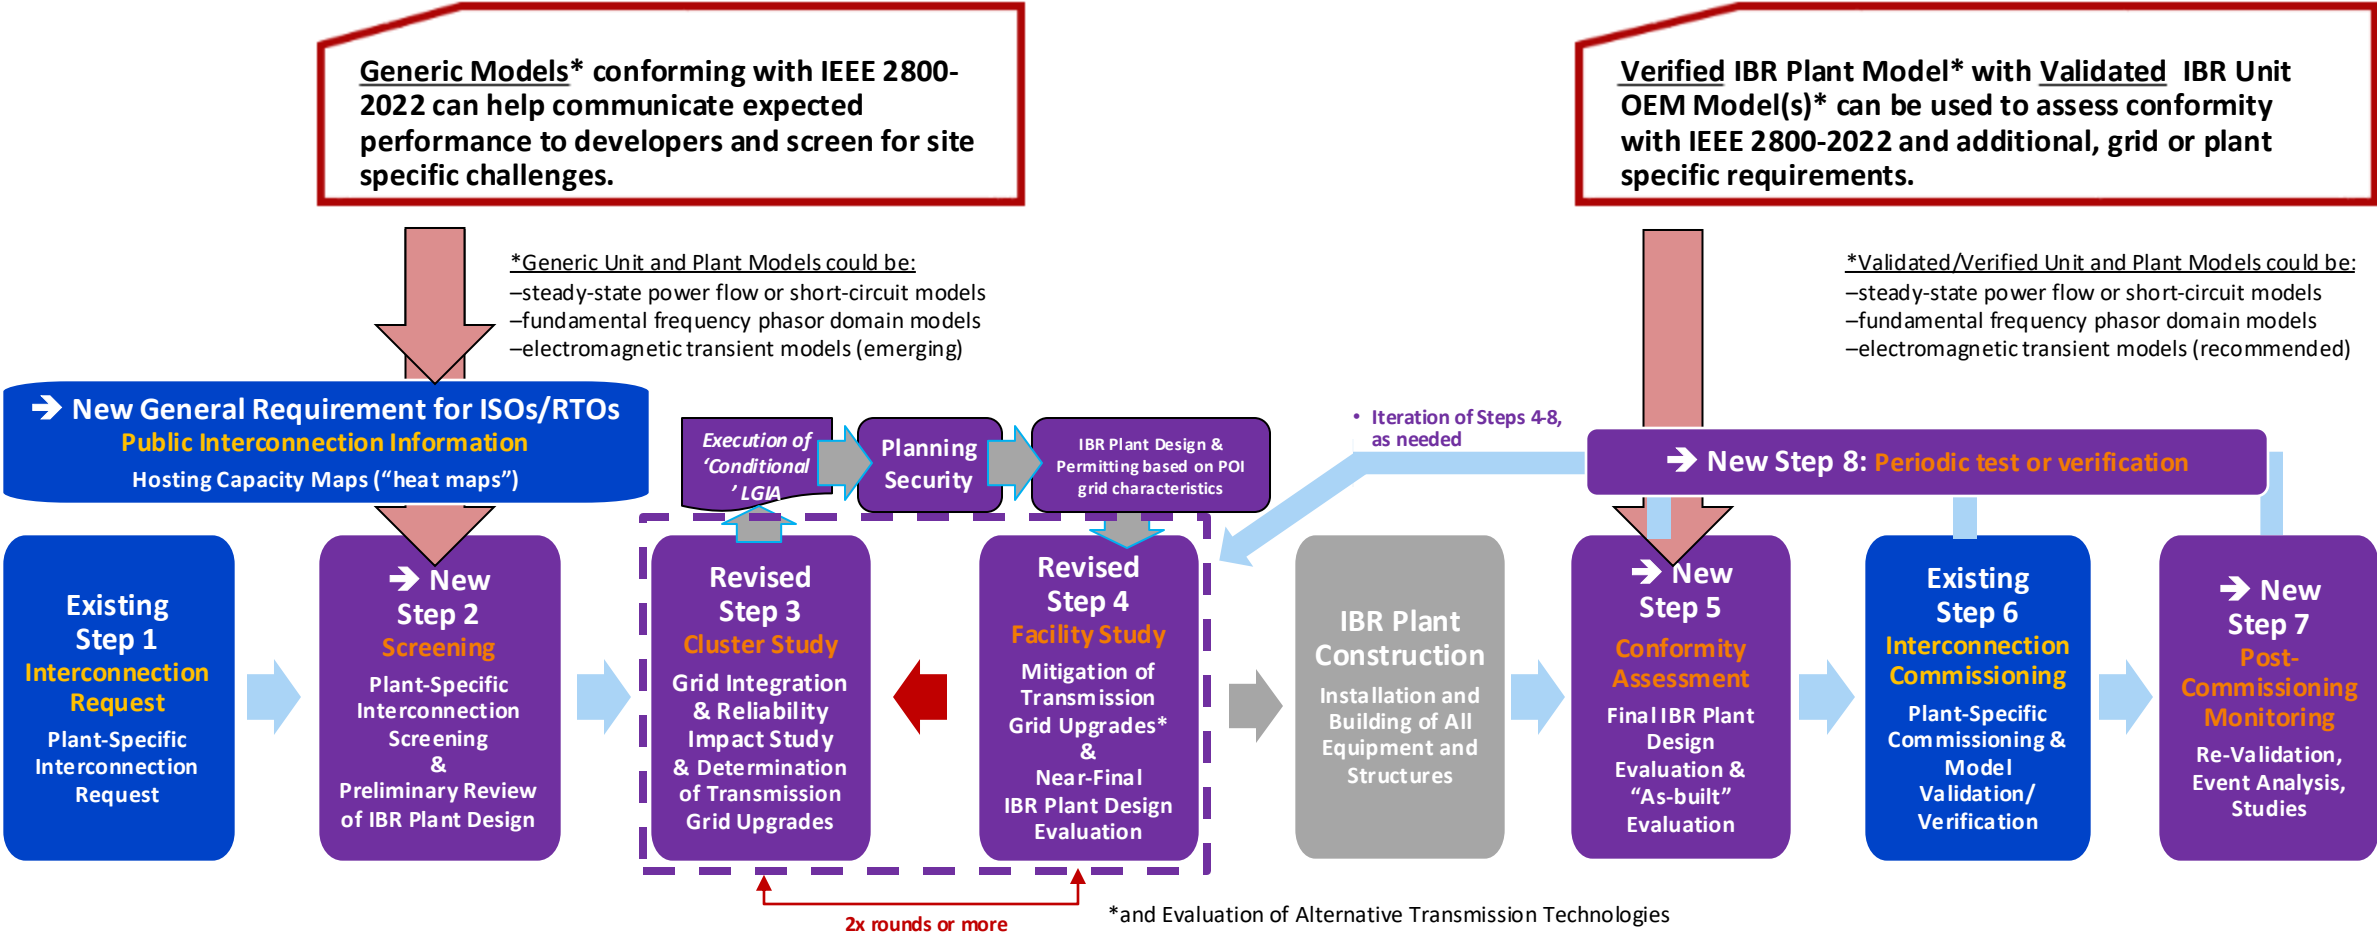 Generic Models* conforming with IEEE 2800-
2022 can help communicate expected
performance to developers and screen for site
specific challenges.
Verified IBR Plant Model* with Validated IBR Unit
OEM Model(s)* can be used to assess conformity
with IEEE 2800-2022 and additional, grid or plant
specific requirements.
*Generic Unit and Plant Models could be:
–steady-state power flow or short-circuit models
–fundamental frequency phasor domain models
–electromagnetic transient models (emerging)
*Validated/Verified Unit and Plant Models could be:
–steady-state power flow or short-circuit models
–fundamental frequency phasor domain models
–electromagnetic transient models (recommended)
➔ New General Requirement for ISOs/RTOs
Public Interconnection Information
Hosting Capacity Maps (“heat maps”)
Execution of
‘Conditional
’ LGIA
Planning
Security
IBR Plant Design &
Permitting based on POI
grid characteristics
• Iteration of Steps 4-8,
as needed
➔ New Step 8: Periodic test or verification
Existing
Step 1
Interconnection
Request
Plant-Specific
Interconnection
Request
➔ New
Step 2
Screening
Plant-Specific
Interconnection
Screening
&
Preliminary Review
of IBR Plant Design
Revised
Step 3
Cluster Study
Grid Integration
& Reliability
Impact Study
& Determination
of Transmission
Grid Upgrades
Revised
Step 4
Facility Study
Mitigation of
Transmission
Grid Upgrades*
&
Near-Final
IBR Plant Design
Evaluation
IBR Plant
Construction
Installation and
Building of All
Equipment and
Structures
➔ New
Step 5
Conformity
Assessment
Final IBR Plant
Design
Evaluation &
“As-built”
Evaluation
Existing
Step 6
Interconnection
Commissioning
Plant-Specific
Commissioning &
Model
Validation/
Verification
➔ New
Step 7
Post-
Commissioning
Monitoring
Re-Validation,
Event Analysis,
Studies
2x rounds or more
*and Evaluation of Alternative Transmission Technologies